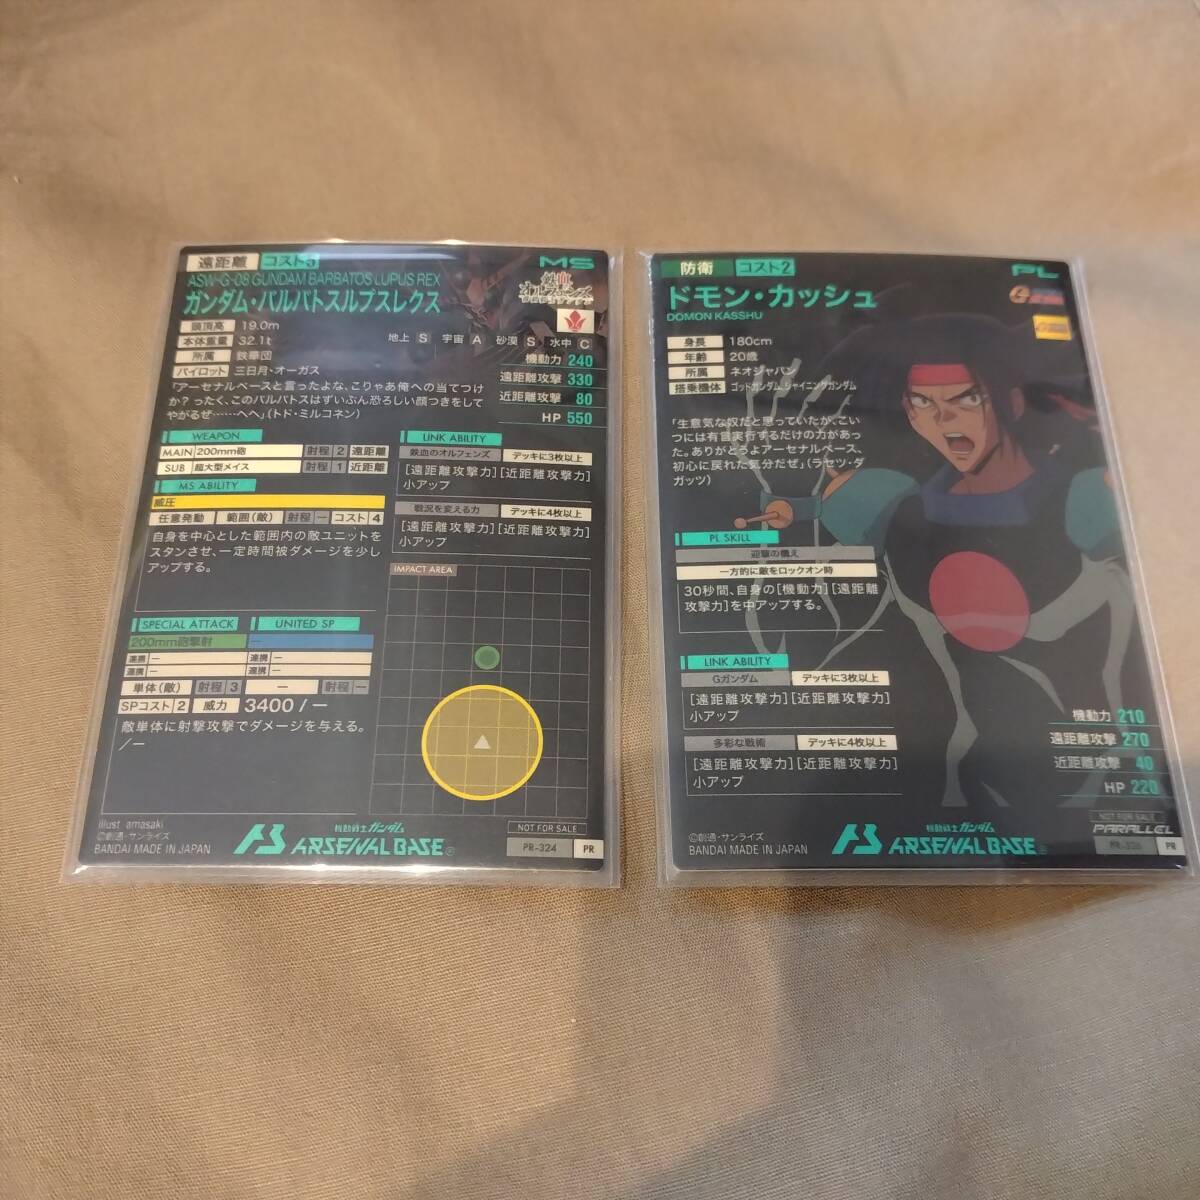 遠距離 コスト5 MS
ASW-G-08 GUNDAM BARBATOS LUPUS REX
ガンダム・バルバトスルプスレクス
鉄血のオルフェンズ
頭頂高 19.0m
本体重量 32.1t
所属 鉄華団
パイロット 三日月・オーガス
地上 S 宇宙 A 砂漠 S 水中 C
機動力 240
遠距離攻撃 330
近距離攻撃 80
HP 550
「アーセナルベースと言ったよな、こりゃあ俺への当てつけ
か?ったく、このバルバトスはずいぶん恐ろしい顔つきをして
やがるぜ……へへ」(トド・ミルコネン)
WEAPON
MAIN 200mm砲 射程 2 遠距離
SUB 超大型メイス 射程 1 近距離
MS ABILITY
威圧
任意発動 範囲(敵) 射程 ー コスト 4
自身を中心とした範囲内の敵ユニットを
スタンさせ、一定時間被ダメージを少し
アップする。
LINK ABILITY
鉄血のオルフェンズ デッキに3枚以上
[遠距離攻撃力][近距離攻撃力]
小アップ
戦況を変える力 デッキに4枚以上
[遠距離攻撃力][近距離攻撃力]
小アップ
IMPACT AREA
SPECIAL ATTACK UNITED SP
200mm砲撃射 ー
連携 ー 連携 ー
連携 ー 連携 ー
単体(敵) 射程 3 ー 射程 ー
SPコスト 2 威力 3400 / ー
敵単体に射撃攻撃でダメージを与える。
/ー
illust amasaki
©創通・サンライズ
BANDAI MADE IN JAPAN
機動戦士ガンダム
ARSENAL BASE
NOT FOR SALE
PR-324 PR
防衛 コスト2 PL
ドモン・カッシュ
DOMON KASSHU
身長 180cm
年齢 20歳
所属 ネオジャパン
搭乗機体 ゴッドガンダム、シャイニングガンダム
「生意気な奴だと思っていたが、こい
つには有言実行するだけの力があっ
た。ありがとうよアーセナルベース、
初心に戻れた気分だぜ」(ラセツ・ダ
ガッツ)
PL SKILL
迎撃の構え
一方的に敵をロックオン時
30秒間、自身の[機動力][遠距離
攻撃力]を中アップする。
LINK ABILITY
Gガンダム デッキに3枚以上
[遠距離攻撃力][近距離攻撃力]
小アップ
多彩な戦術 デッキに4枚以上
[遠距離攻撃力][近距離攻撃力]
小アップ
機動力 210
遠距離攻撃 270
近距離攻撃 40
HP 220
©創通・サンライズ
BANDAI MADE IN JAPAN
機動戦士ガンダム
ARSENAL BASE
NOT FOR SALE
PARALLEL
PR